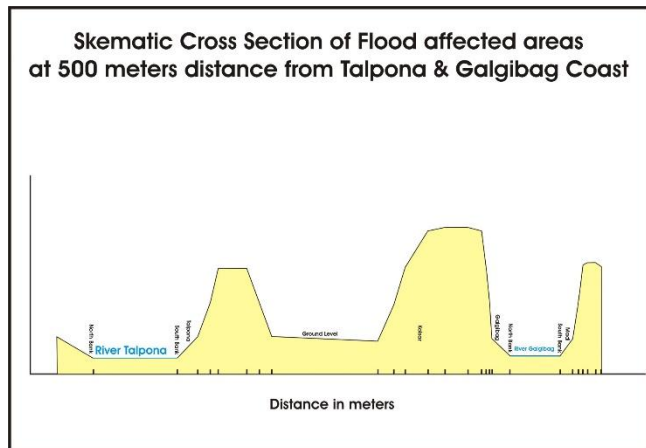 Skematic Cross Section of Flood affected areas
at 500 meters distance from Talpona & Galgibag Coast
North Bank
River Talpona
South Bank
Talpona
Ground Level
Galgibag
North Bank
River Galgibag
South Bank
Distance in meters